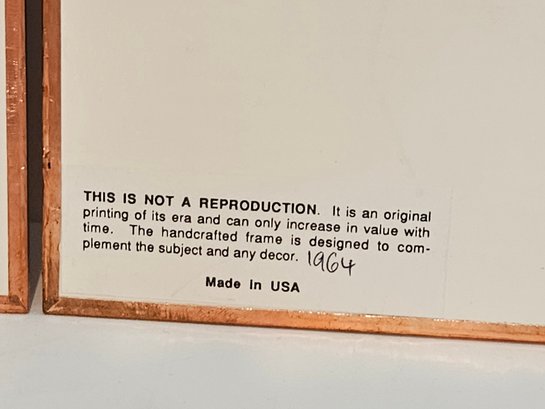 THIS IS NOT A REPRODUCTION. It is an original
printing of its era and can only increase in value with
time. The handcrafted frame is designed to com-
plement the subject and any decor. 1964
Made in USA